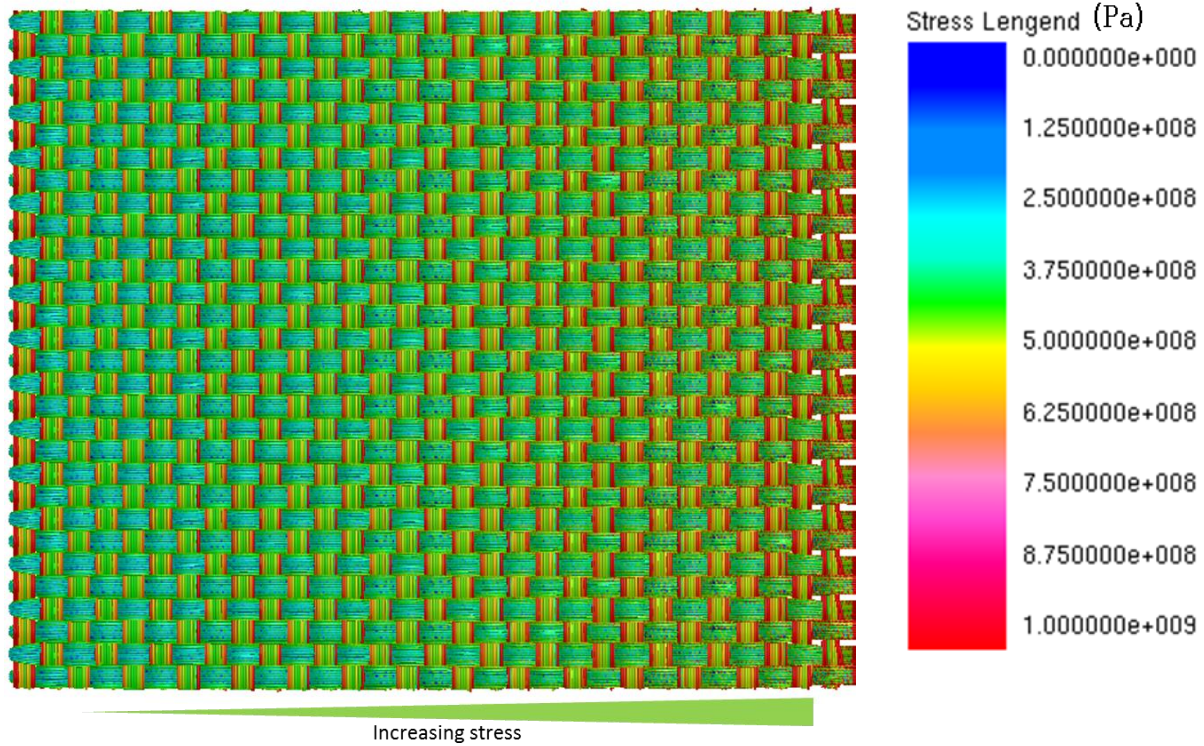 Stress Lengend (Pa)
0.000000e+000
1.250000e+008
2.500000e+008
3.750000e+008
5.000000e+008
6.250000e+008
7.500000e+008
8.750000e+008
1.000000e+009
Increasing stress